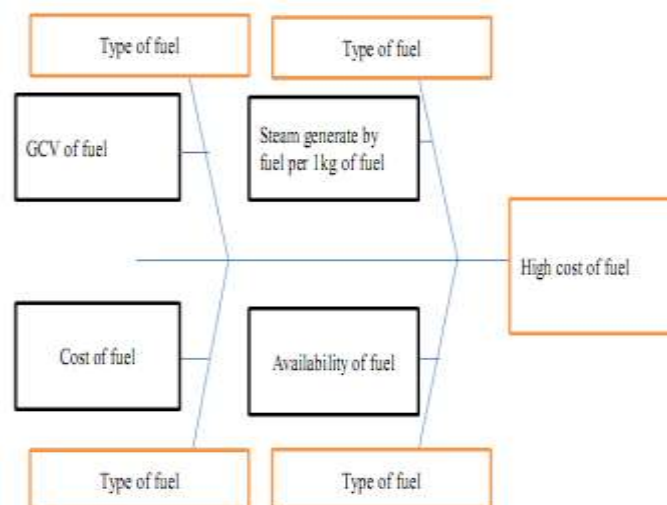 Type of fuel
Type of fuel
GCV of fuel
Steam generate by
fuel per 1kg of fuel
High cost of fuel
Cost of fuel
Availability of fuel
Type of fuel
Type of fuel